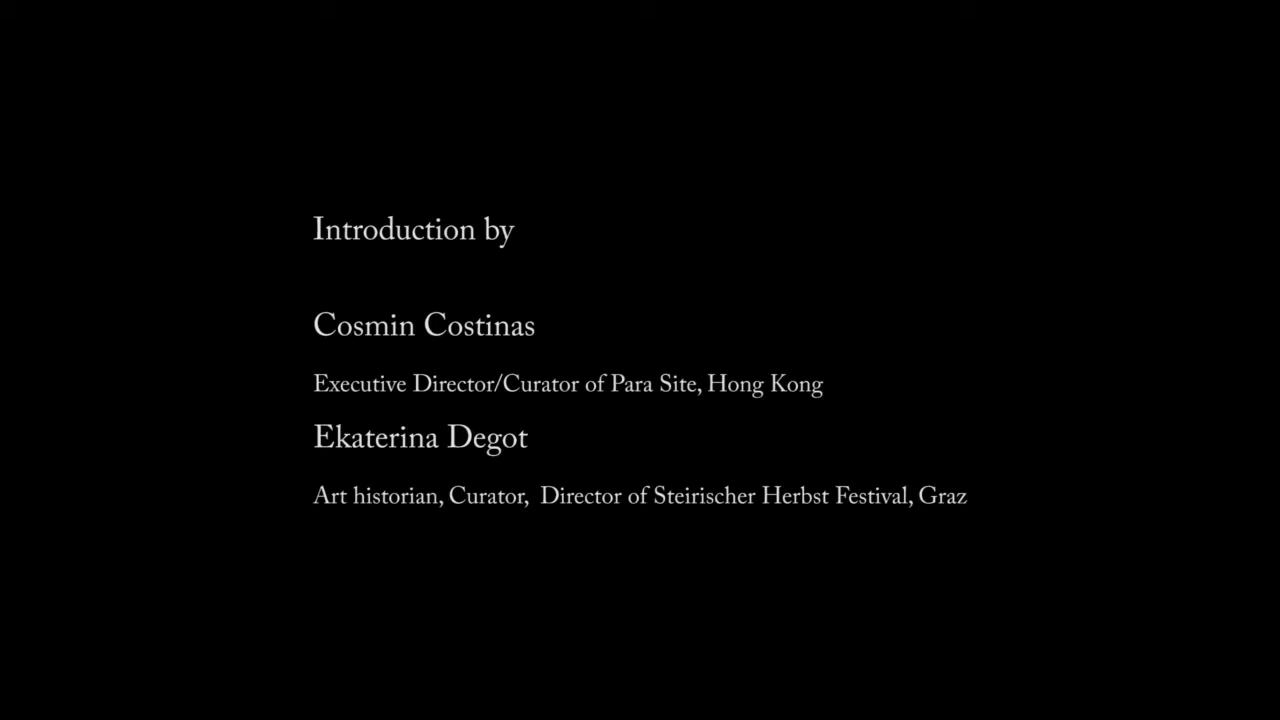 Introduction by
Cosmin Costinas
Executive Director/Curator of Para Site, Hong Kong
Ekaterina Degot
Art historian, Curator, Director of Steirischer Herbst Festival, Graz